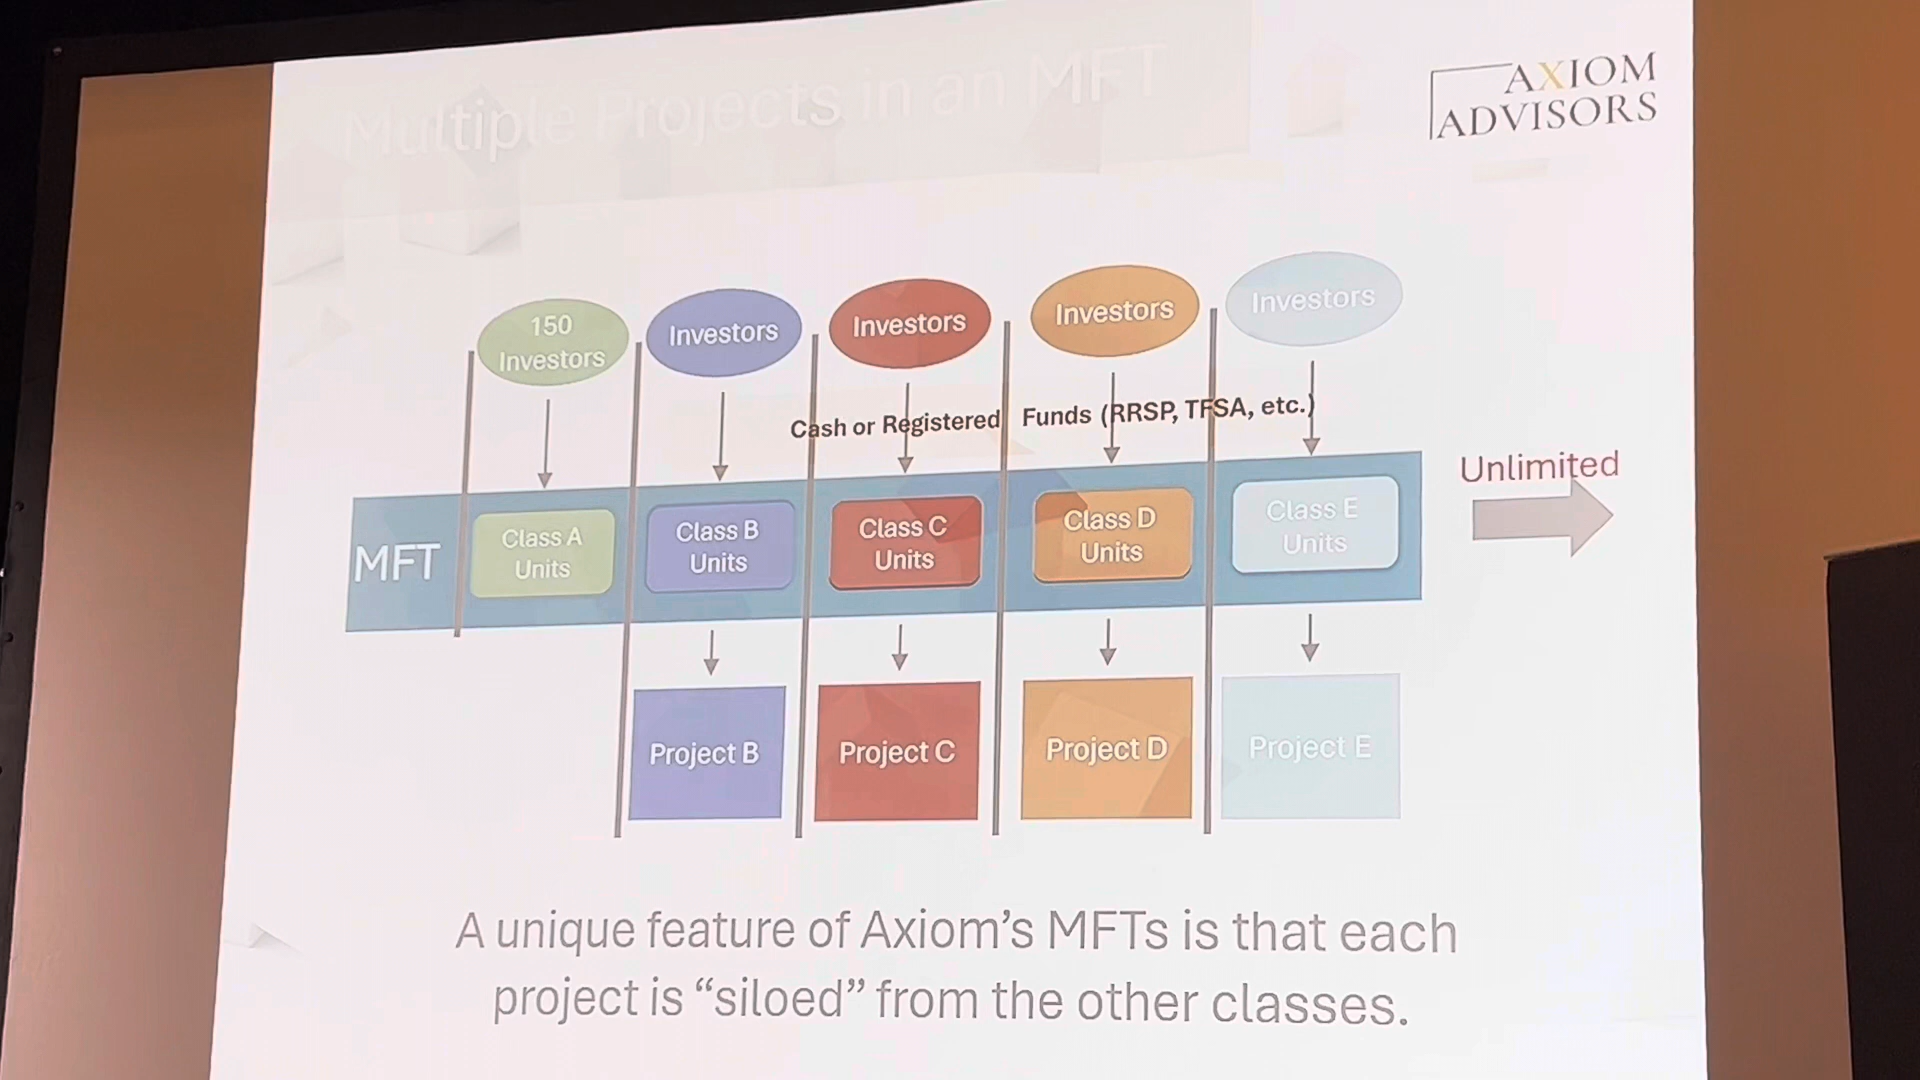 Multiple Projects in an MFT
AXIOM
ADVISORS
150
Investors
Investors
Investors
Investors
Investors
Cash or Registered Funds (RRSP, TFSA, etc.)
Unlimited
MFT
Class A
Units
Class B
Units
Class C
Units
Class D
Units
Class E
Units
Project B
Project C
Project D
Project E
A unique feature of Axiom's MFTs is that each
project is “siloed” from the other classes.